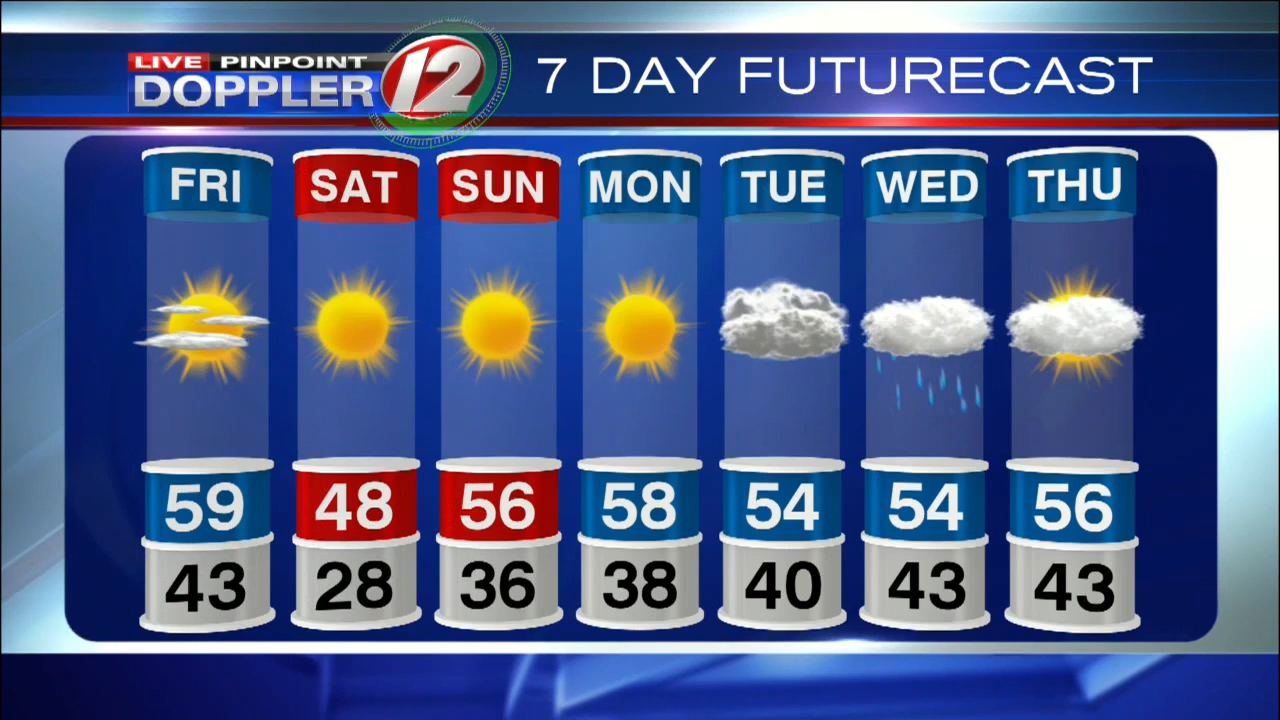 LIVE PINPOINT
DOPPLER 12
7 DAY FUTURECAST
FRI SAT SUN MON TUE WED THU
59 48 56 58 54 54 56
43 28 36 38 40 43 43